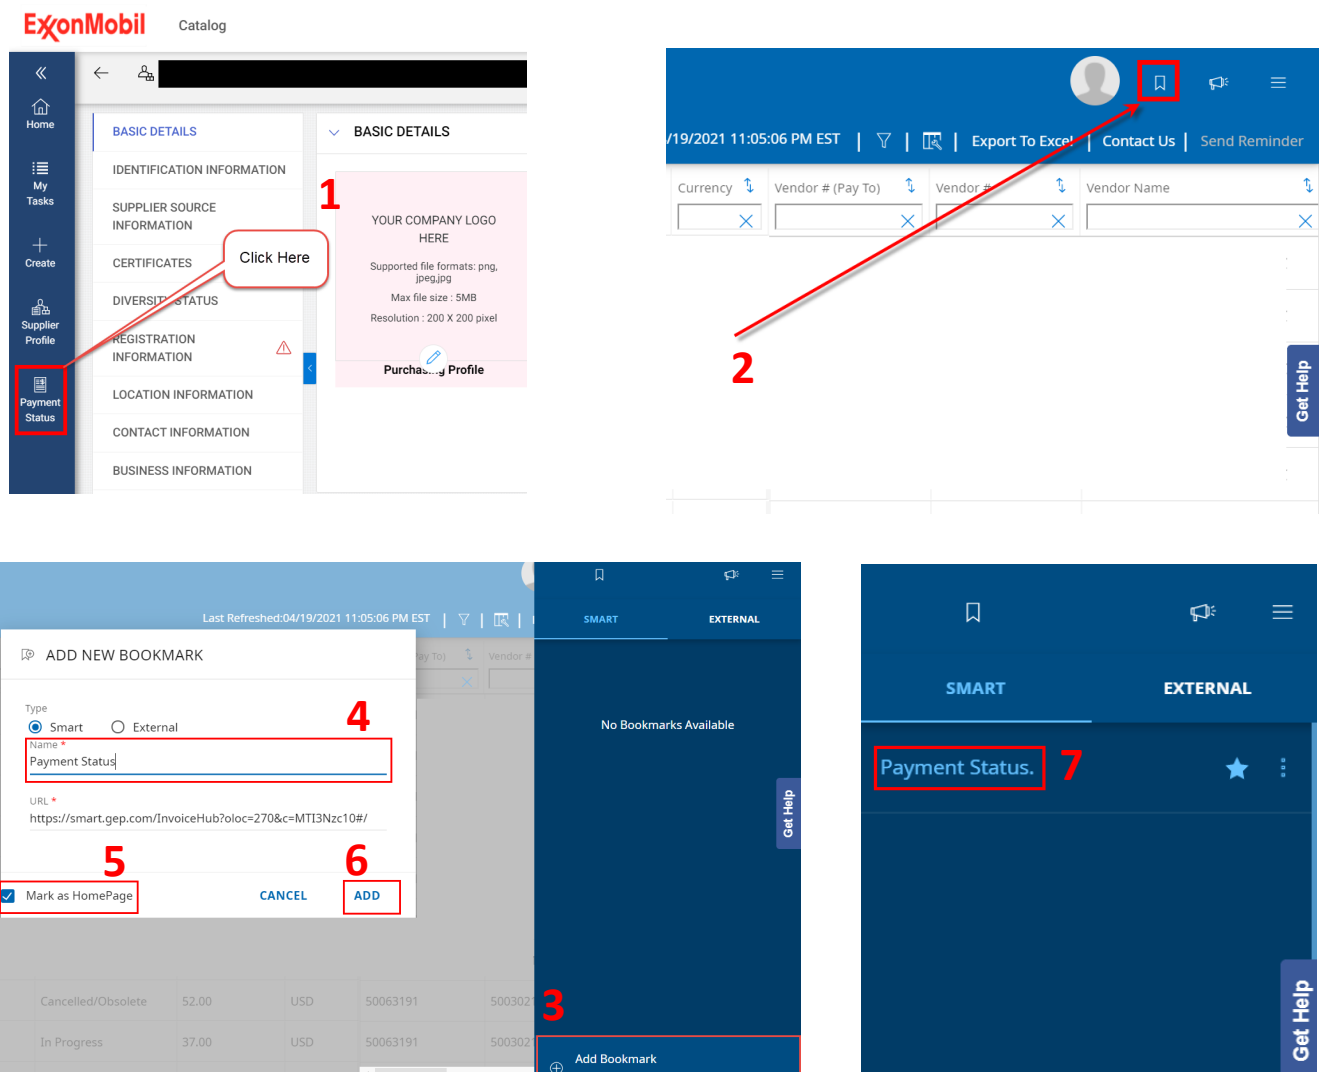 ExxonMobil
Catalog
Home
My
Tasks
Create
Supplier
Profile
Payment
Status
BASIC DETAILS
IDENTIFICATION INFORMATION
SUPPLIER SOURCE
INFORMATION
CERTIFICATES
DIVERSITY STATUS
REGISTRATION
INFORMATION
LOCATION INFORMATION
CONTACT INFORMATION
BUSINESS INFORMATION
Click Here
1
BASIC DETAILS
YOUR COMPANY LOGO
HERE
Supported file formats: png,
jpeg,jpg
Max file size : 5MB
Resolution : 200 X 200 pixel
Profile
/19/2021 11:05:06 PM EST | | | Export To Excel | Contact Us | Send Reminder
Currency Vendor # (Pay To) Vendor # Vendor Name
2
Get Help
Last Refreshed:04/19/2021 11:05:06 PM EST | | |
ay To) Vendor #
ADD NEW BOOKMARK
Type
Smart External
4
Name *
Payment Status
URL *
https://smart.gep.com/InvoiceHub?oloc=270&c=MTI3Nzc10#/
5
6
Mark as HomePage CANCEL ADD
Cancelled/Obsolete 52.00 USD 50063191 500302
In Progress 37.00 USD 50063191 500302
SMART EXTERNAL
No Bookmarks Available
Get Help
3
Add Bookmark
SMART EXTERNAL
Payment Status.
7
Get Help